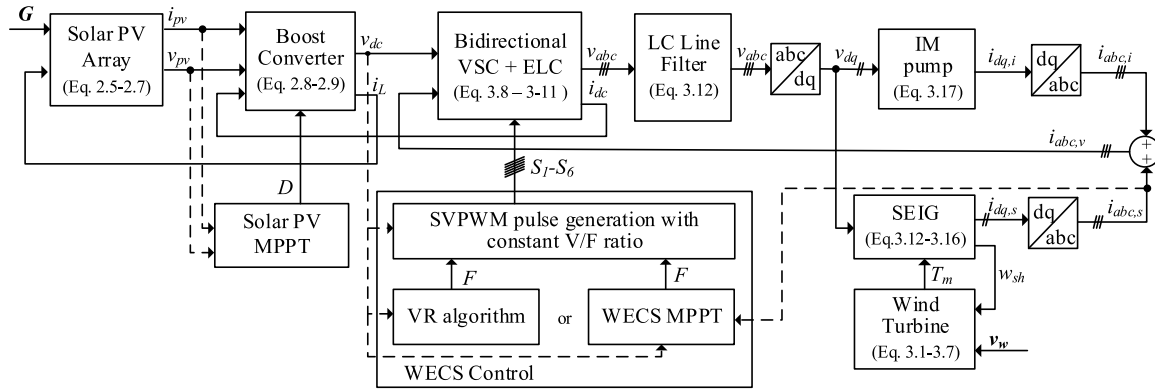 G
Solar PV
Array
(Eq. 2.5-2.7)
i_pv
v_pv
Boost
Converter
(Eq. 2.8-2.9)
v_dc
i_L
Bidirectional
VSC + ELC
(Eq. 3.8 – 3-11)
v_abc
i_dc
LC Line
Filter
(Eq. 3.12)
v_abc
abc
dq
v_dq
IM
pump
(Eq. 3.17)
i_dq,i
dq
abc
i_abc,i
i_abc,v
+
+
D
Solar PV
MPPT
S_1-S_6
SVPWM pulse generation with
constant V/F ratio
F
F
VR algorithm
or
WECS MPPT
WECS Control
SEIG
(Eq.3.12-3.16)
i_dq,s
dq
abc
i_abc,s
T_m
w_sh
Wind
Turbine
(Eq. 3.1-3.7)
v_w